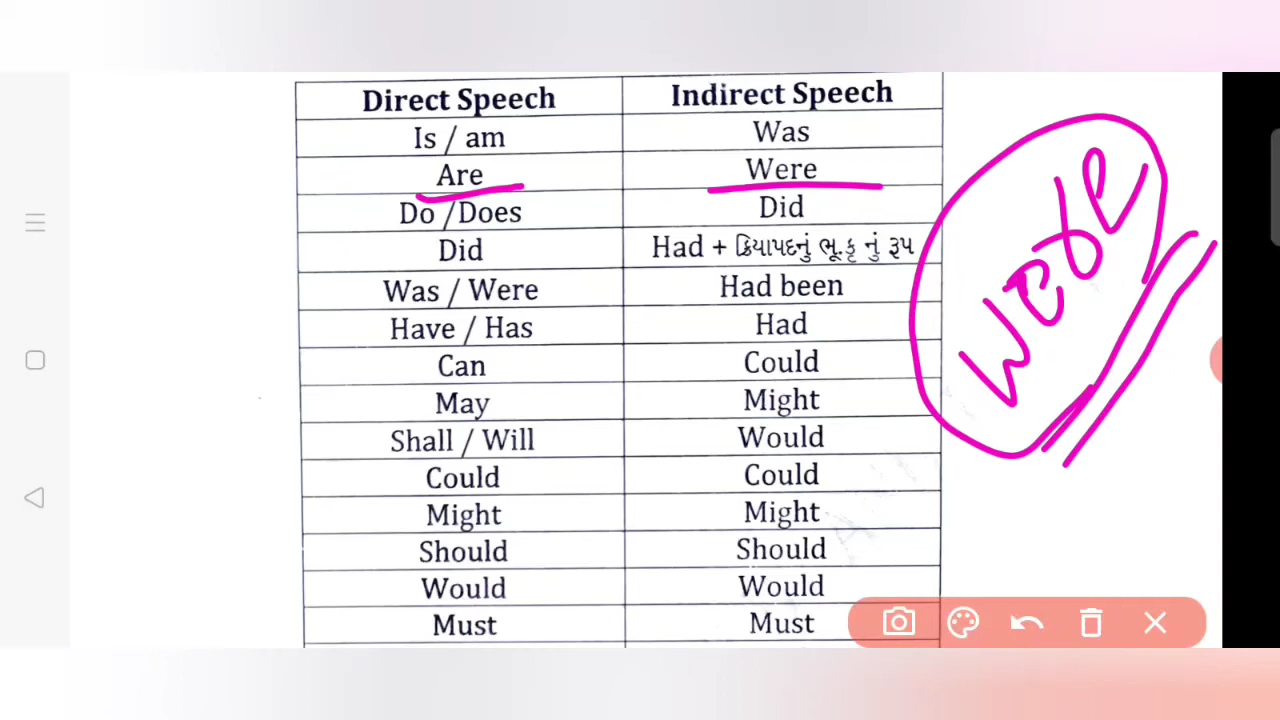 Direct Speech Indirect Speech
Is / am Was
Are Were
Do /Does Did
Did Had + ક્રિયાપદનું ભૂ.કૃ નું રૂપ
Was / Were Had been
Have / Has Had
Can Could
May Might
Shall / Will Would
Could Could
Might Might
Should Should
Would Would
Must Must
were